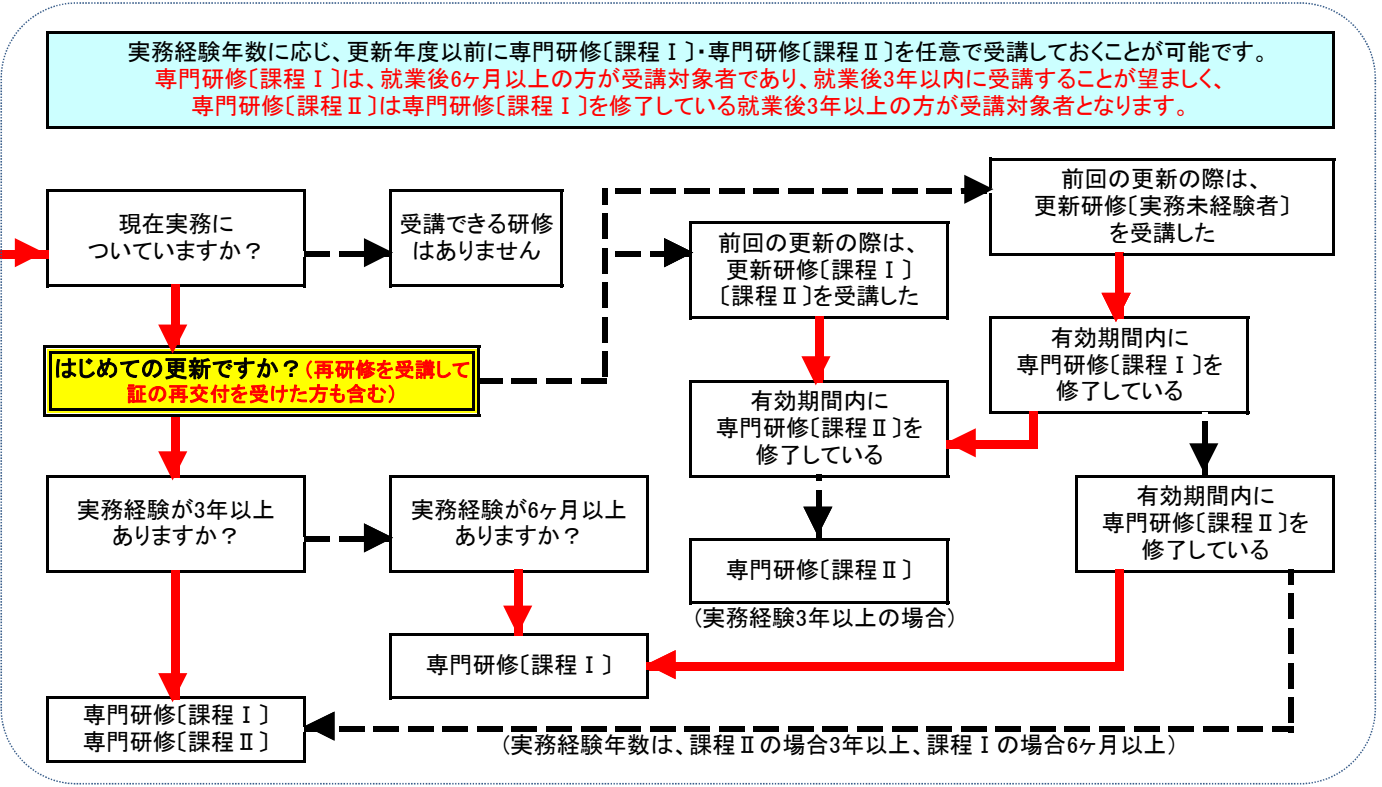 実務経験年数に応じ、更新年度以前に専門研修〔課程Ⅰ〕・専門研修〔課程Ⅱ〕を任意で受講しておくことが可能です。
専門研修〔課程Ⅰ〕は、就業後6ヶ月以上の方が受講対象者であり、就業後3年以内に受講することが望ましく、
専門研修〔課程Ⅱ〕は専門研修〔課程Ⅰ〕を修了している就業後3年以上の方が受講対象者となります。
現在実務に
ついていますか？
受講できる研修
はありません
前回の更新の際は、
更新研修〔課程Ⅰ〕
〔課程Ⅱ〕を受講した
前回の更新の際は、
更新研修〔実務未経験者〕
を受講した
はじめての更新ですか？（再研修を受講して
証の再交付を受けた方も含む）
有効期間内に
専門研修〔課程Ⅱ〕を
修了している
有効期間内に
専門研修〔課程Ⅰ〕を
修了している
実務経験が3年以上
ありますか？
実務経験が6ヶ月以上
ありますか？
専門研修〔課程Ⅱ〕
（実務経験3年以上の場合）
有効期間内に
専門研修〔課程Ⅱ〕を
修了している
専門研修〔課程Ⅰ〕
専門研修〔課程Ⅰ〕
専門研修〔課程Ⅱ〕
（実務経験年数は、課程Ⅱの場合3年以上、課程Ⅰの場合6ヶ月以上）